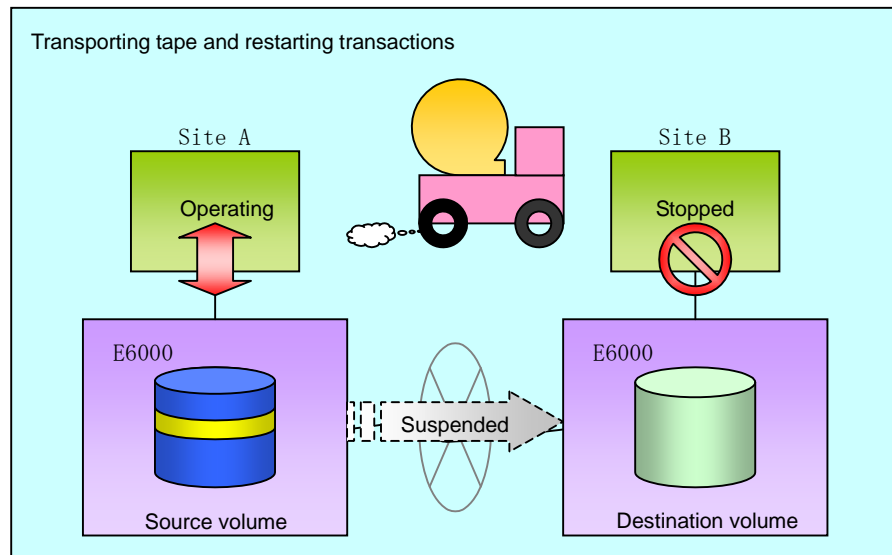 Transporting tape and restarting transactions
Site A
Site B
Operating
Stopped
E6000
E6000
Suspended
Source volume
Destination volume